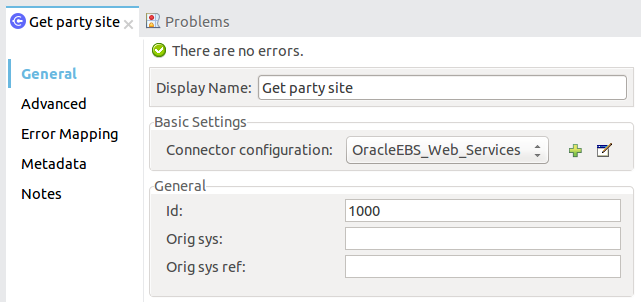 Get party site
Problems
There are no errors.
General
Advanced
Error Mapping
Metadata
Notes
Display Name: Get party site
Basic Settings
Connector configuration: OracleEBS_Web_Services
General
Id: 1000
Orig sys:
Orig sys ref: